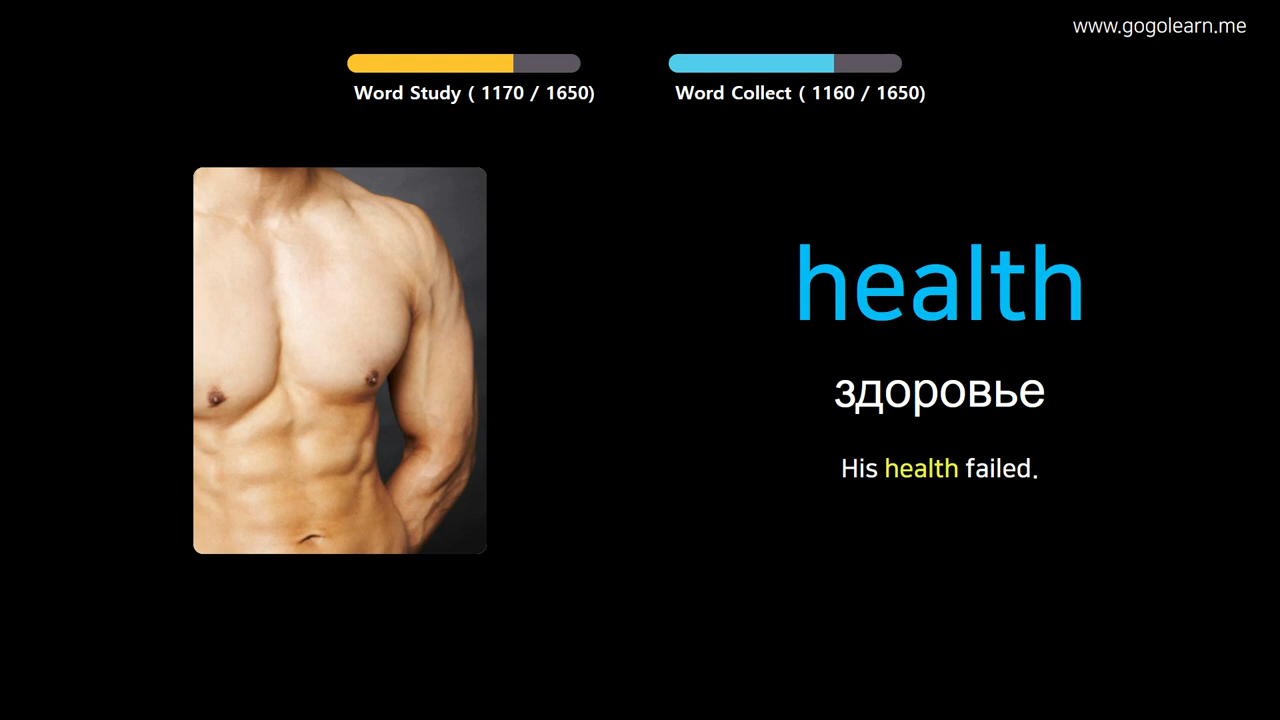 www.gogolearn.me
Word Study ( 1170 / 1650)
Word Collect ( 1160 / 1650)
health
здоровье
His health failed.